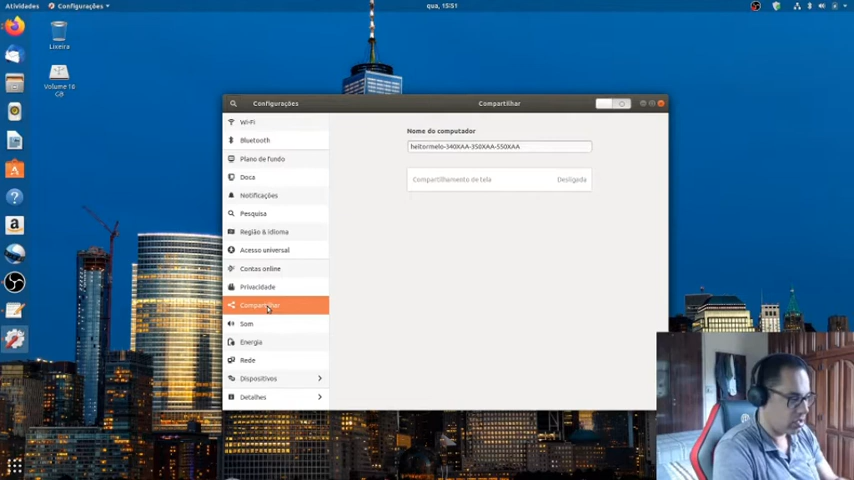 Atividades
Configurações
qua, 15:51
Lixeira
Volume 18
GB
Configurações
Compartilhar
Wi-Fi
Bluetooth
Plano de fundo
Doca
Notificações
Pesquisa
Região & idioma
Acesso universal
Contas online
Privacidade
Compartilhar
Som
Energia
Rede
Dispositivos
Detalhes
Nome do computador
heitormelo-340XAA-350XAA-550XAA
Compartilhamento de tela
Desligada